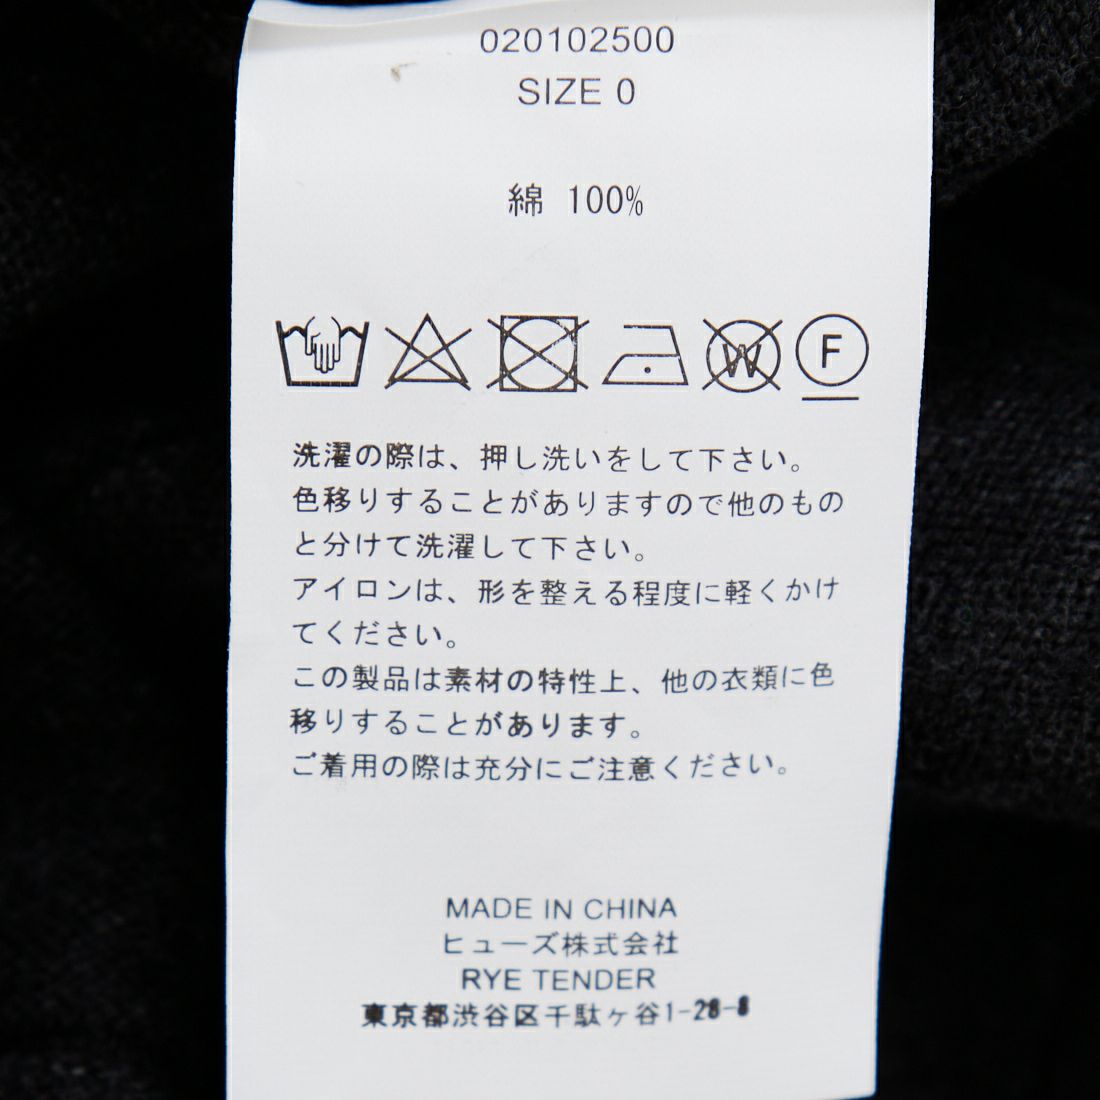 020102500
SIZE 0
綿 100%
W F
洗濯の際は、押し洗いをして下さい。
色移りすることがありますので他のもの
と分けて洗濯して下さい。
アイロンは、形を整える程度に軽くかけ
てください。
この製品は素材の特性上、他の衣類に色
移りすることがあります。
ご着用の際は充分にご注意ください。
MADE IN CHINA
ヒューズ株式会社
RYE TENDER
東京都渋谷区千駄ヶ谷1-28-8